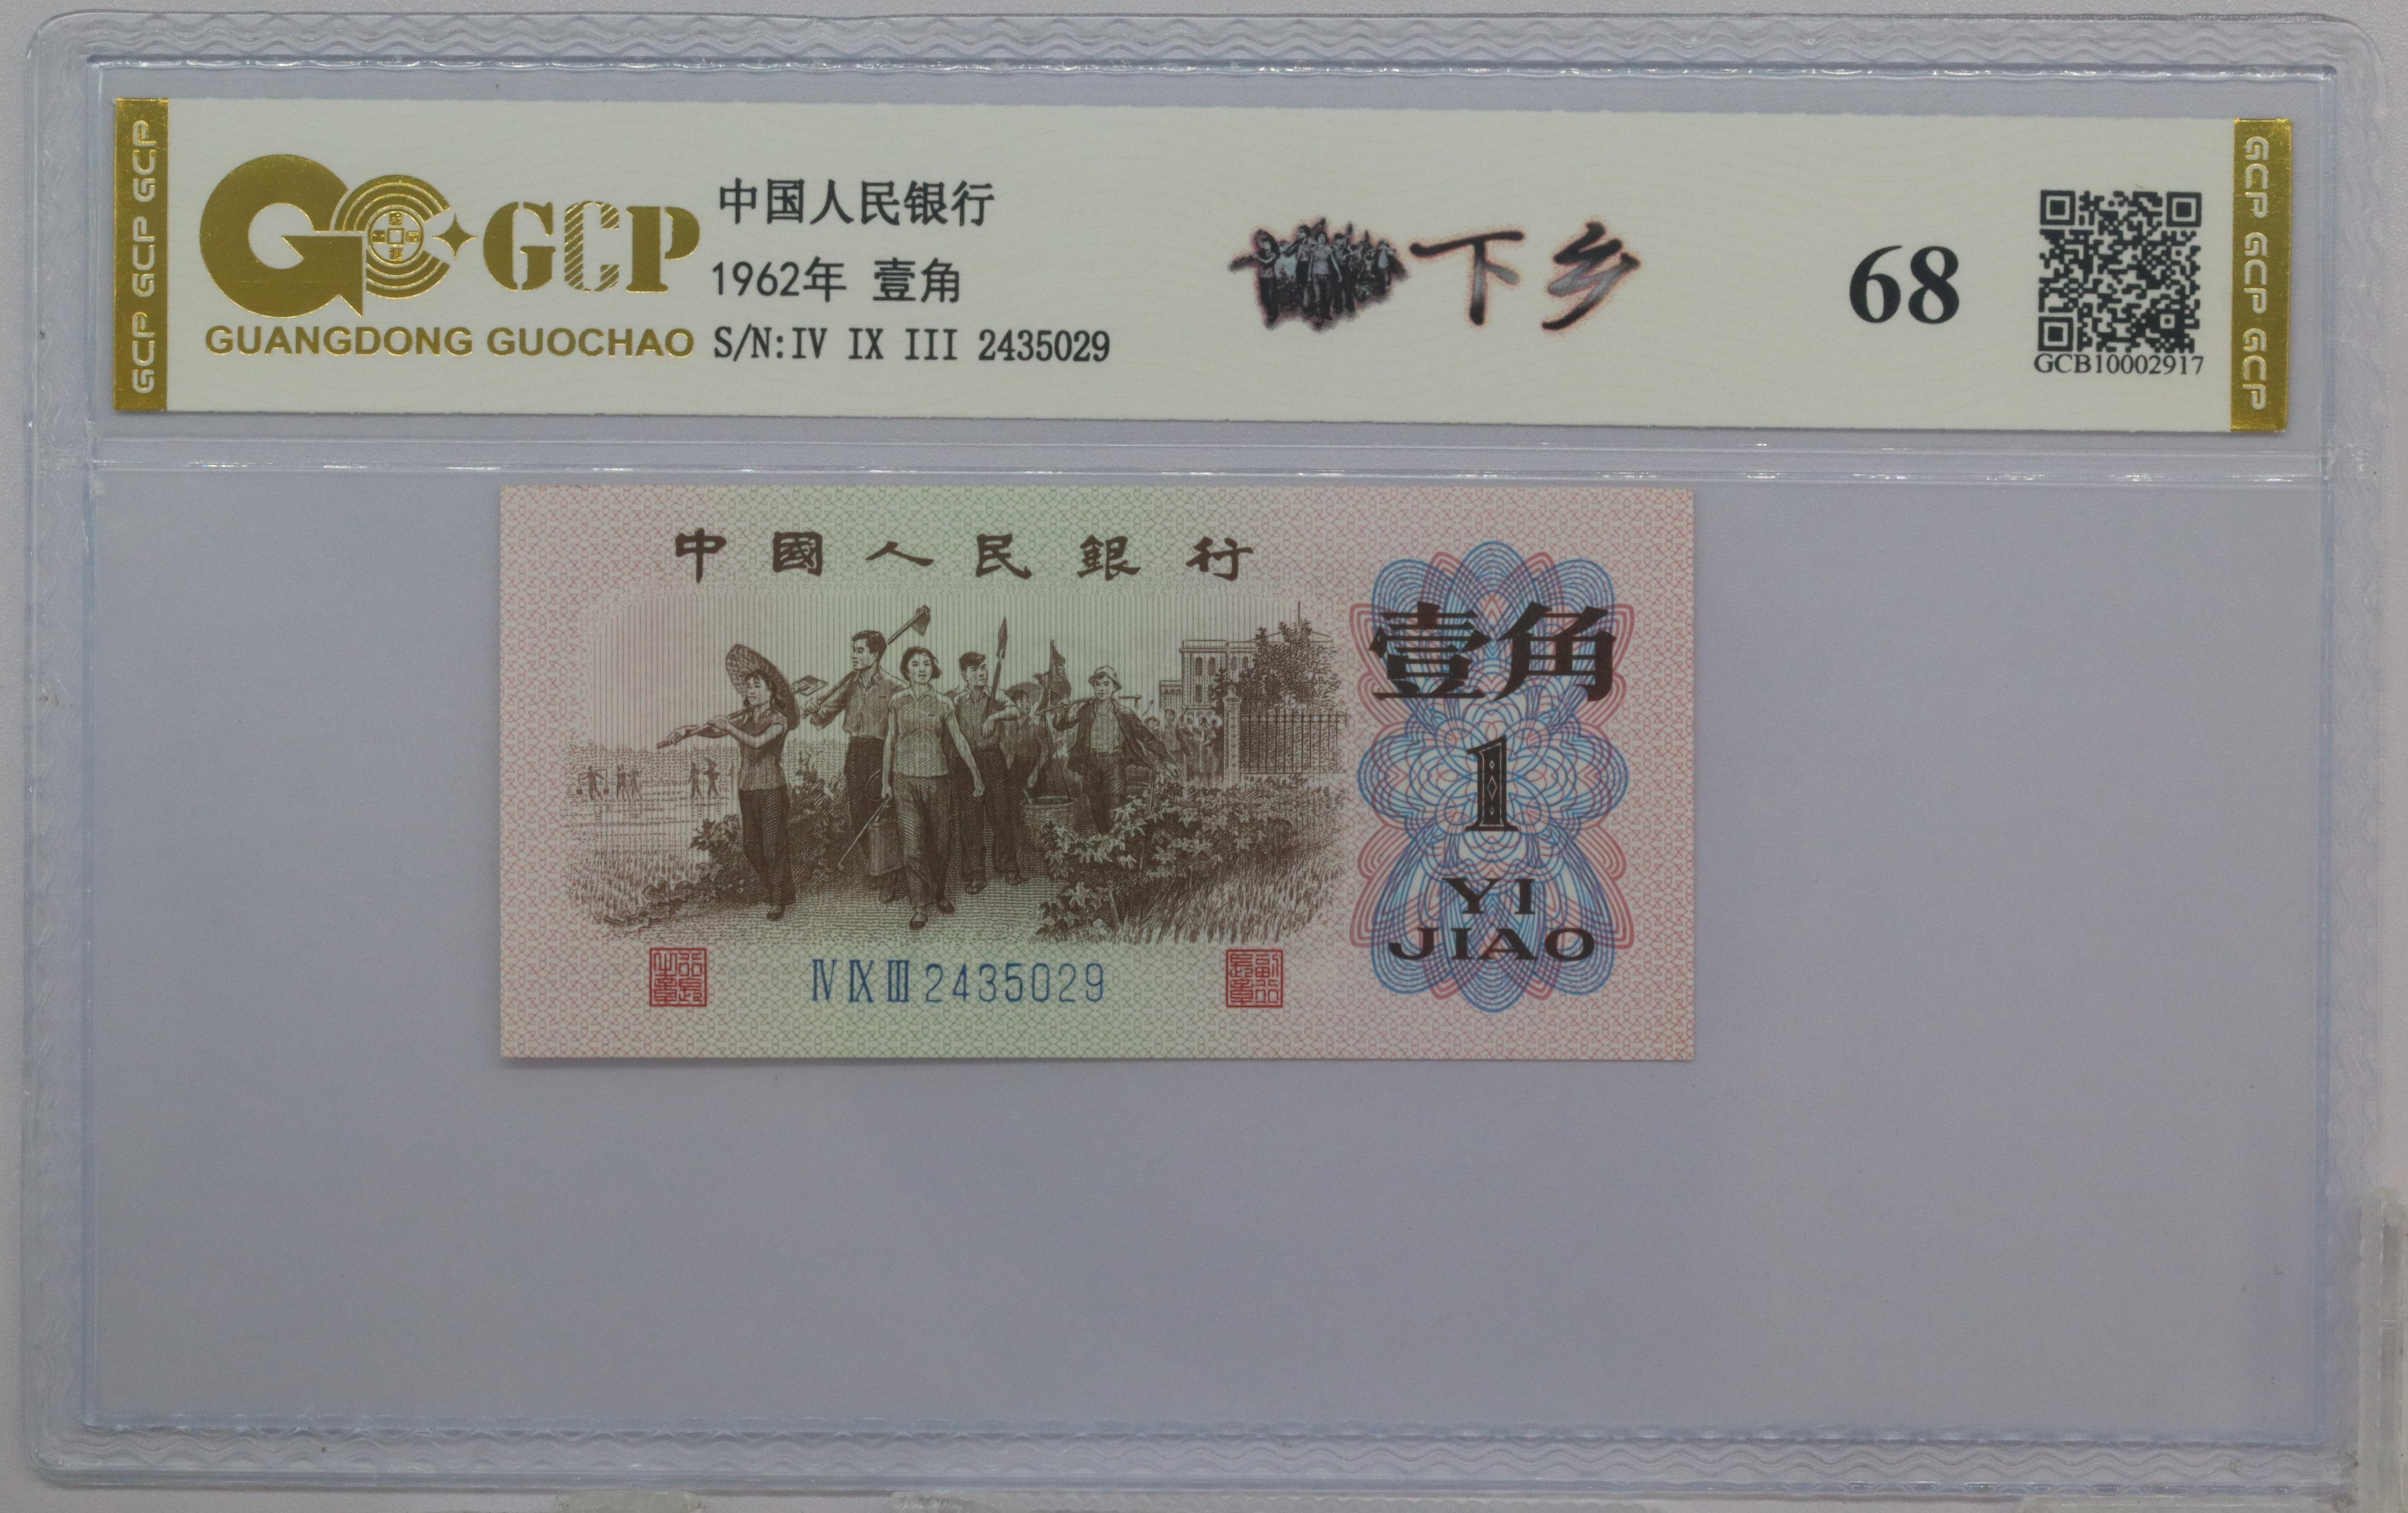 GCP GCP GCP
GCP
GUANGDONG GUOCHAO
中国人民银行
1962年 壹角
S/N:IV IX III 2435029
下乡
68
GCB10002917
GCP GCP GCP
中國人民銀行
壹角
1
YI
JIAO
Ⅳ Ⅸ Ⅲ 2435029